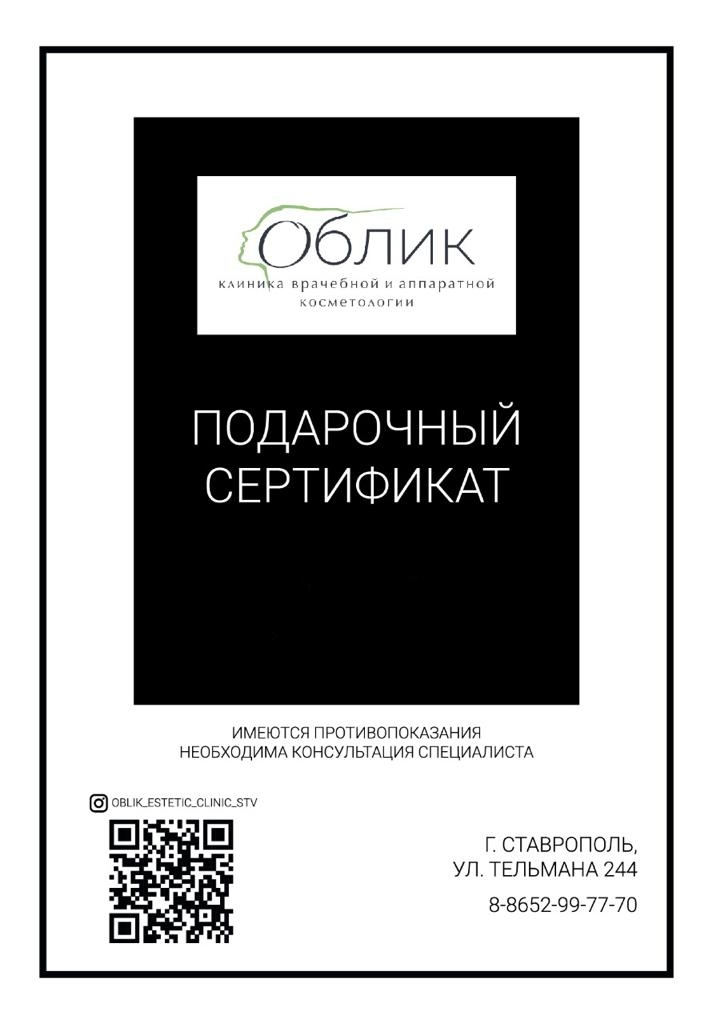 Облик
клиника врачебной и аппаратной
косметологии
ПОДАРОЧНЫЙ
СЕРТИФИКАТ
ИМЕЮТСЯ ПРОТИВОПОКАЗАНИЯ
НЕОБХОДИМА КОНСУЛЬТАЦИЯ СПЕЦИАЛИСТА
OBLIK_ESTETIC_CLINIC_STV
Г. СТАВРОПОЛЬ,
УЛ. ТЕЛЬМАНА 244
8-8652-99-77-70